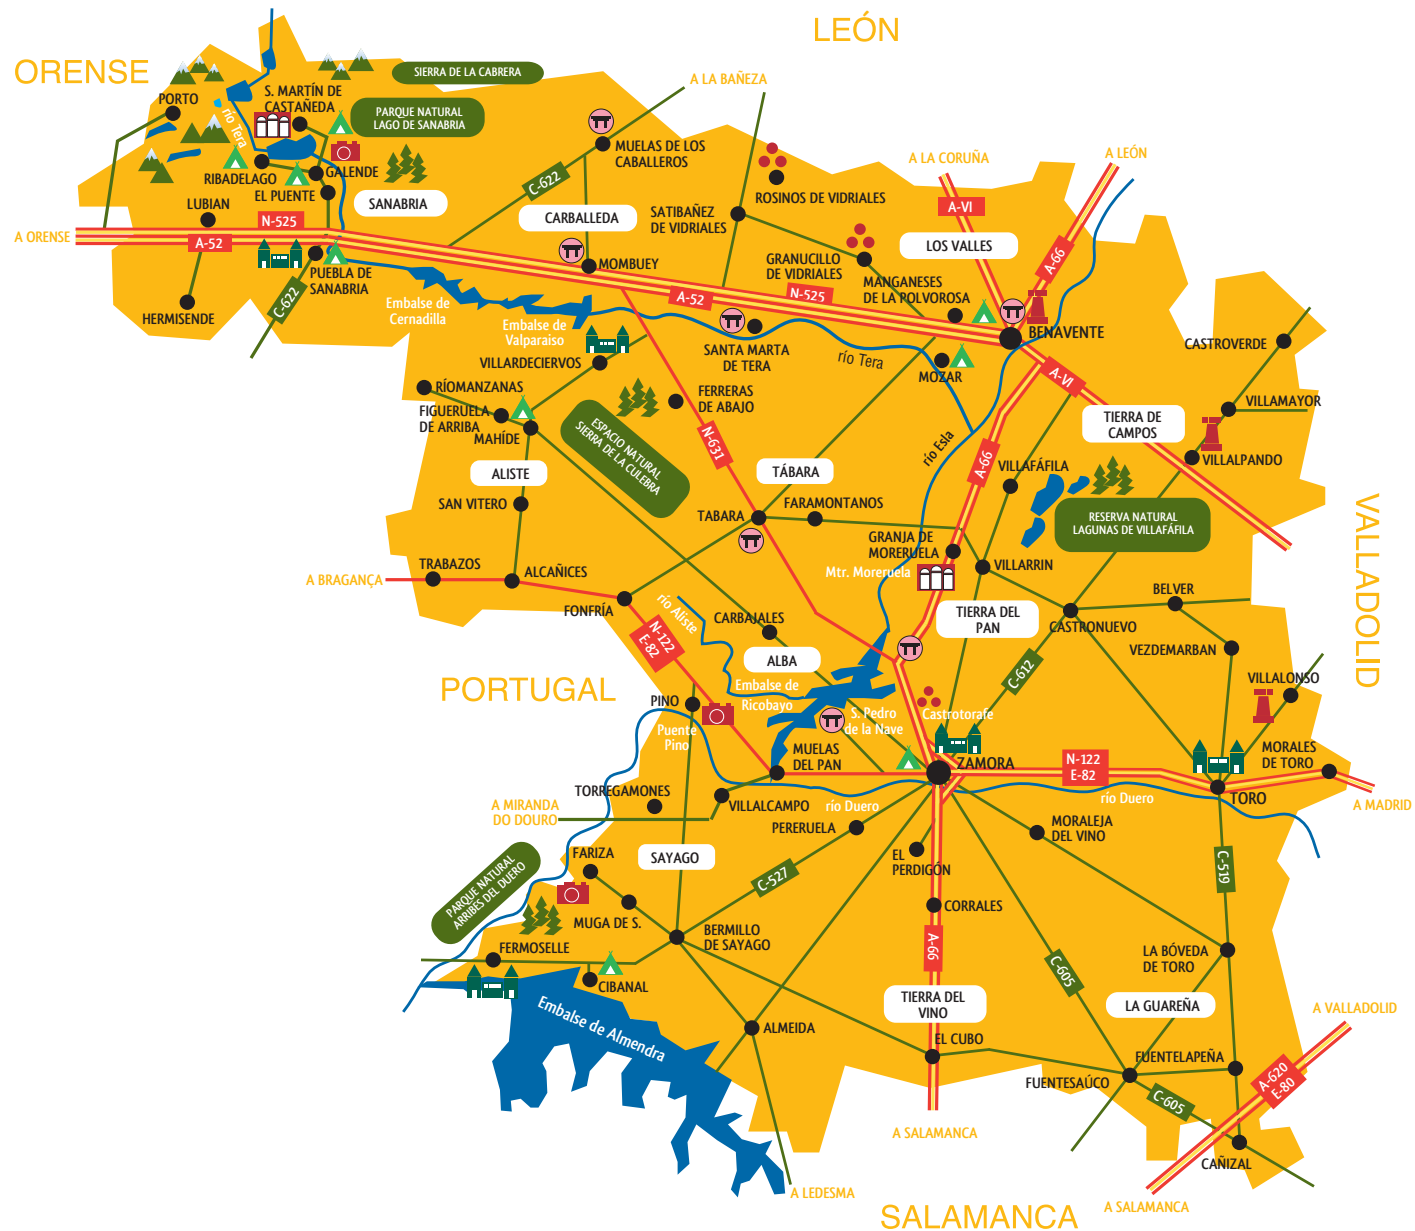 LEÓN
ORENSE
A LA BAÑEZA
SIERRA DE LA CABRERA
PORTO
S. MARTÍN DE
CASTAÑEDA
PARQUE NATURAL
LAGO DE SANABRIA
río Tera
MUELAS DE LOS
CABALLEROS
A LA CORUÑA
A LEÓN
RIBADELAGO
GALENDE
EL PUENTE
C-622
ROSINOS DE VIDRIALES
LUBIAN
SANABRIA
CARBALLEDA
SATIBAÑEZ
DE VIDRIALES
A-VI
N-525
A ORENSE
A-52
LOS VALLES
A-66
PUEBLA DE
SANABRIA
MOMBUEY
GRANUCILLO
DE VIDRIALES
MANGANESES
DE LA POLVOROSA
C-622
HERMISENDE
Embalse de
Cernadilla
A-52
N-525
Embalse de
Valparaiso
BENAVENTE
CASTROVERDE
VILLARDECIERVOS
SANTA MARTA
DE TERA
río Tera
MOZAR
A-VI
RÍOMANZANAS
FERRERAS
DE ABAJO
VILLAMAYOR
FIGUERUELA
DE ARRIBA
MAHÍDE
ESPACIO NATURAL
SIERRA DE LA CULEBRA
N-631
río Esla
TIERRA DE
CAMPOS
A-66
VILLALPANDO
ALISTE
TÁBARA
VILLAFÁFILA
SAN VITERO
TABARA
FARAMONTANOS
RESERVA NATURAL
LAGUNAS DE VILLAFÁFILA
VALLADOLID
GRANJA DE
MORERUELA
Mtr. Moreruela
VILLARRIN
TRABAZOS
A BRAGANÇA
ALCAÑICES
BELVER
FONFRÍA
río Aliste
CARBAJALES
TIERRA DEL
PAN
CASTRONUEVO
N-122
E-82
VEZDEMARBAN
ALBA
C-612
PORTUGAL
VILLALONSO
PINO
Embalse de
Ricobayo
Puente
Pino
S. Pedro
de la Nave
Castrotorafe
MUELAS
DEL PAN
ZAMORA
N-122
E-82
MORALES
DE TORO
TORREGAMONES
VILLALCAMPO
río Duero
río Duero
TORO
A MADRID
A MIRANDA
DO DOURO
PERERUELA
MORALEJA
DEL VINO
FARIZA
SAYAGO
EL
PERDIGÓN
C-519
PARQUE NATURAL
ARRIBES DEL DUERO
C-527
MUGA DE S.
CORRALES
BERMILLO
DE SAYAGO
A-66
FERMOSELLE
LA BÓVEDA
DE TORO
CIBANAL
C-605
Embalse de Almendra
TIERRA DEL
VINO
LA GUAREÑA
A VALLADOLID
ALMEIDA
EL CUBO
FUENTELAPEÑA
FUENTESAÚCO
A-620
E-80
C-605
A SALAMANCA
CAÑIZAL
A LEDESMA
A SALAMANCA
SALAMANCA